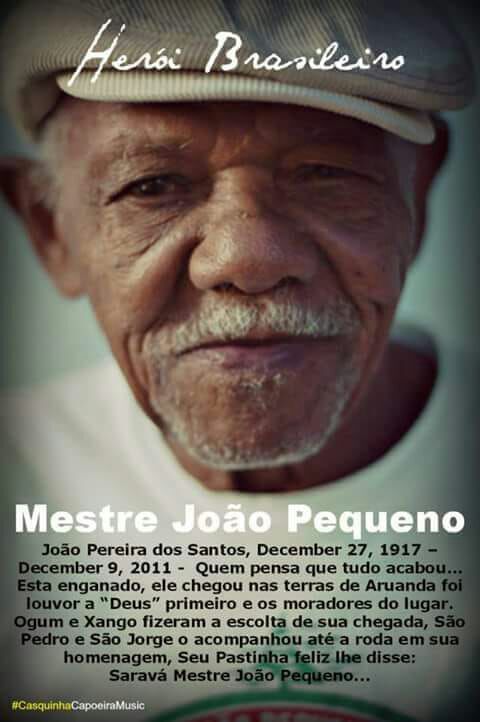 Herói Brasileiro
Mestre João Pequeno
João Pereira dos Santos, December 27, 1917 –
December 9, 2011 - Quem pensa que tudo acabou...
Esta enganado, ele chegou nas terras de Aruanda foi
louvor a “Deus” primeiro e os moradores do lugar.
Ogum e Xango fizeram a escolta de sua chegada, São
Pedro e São Jorge o acompanhou até a roda em sua
homenagem, Seu Pastinha feliz lhe disse:
Saravá Mestre João Pequeno...
#CasquinhaCapoeiraMusic